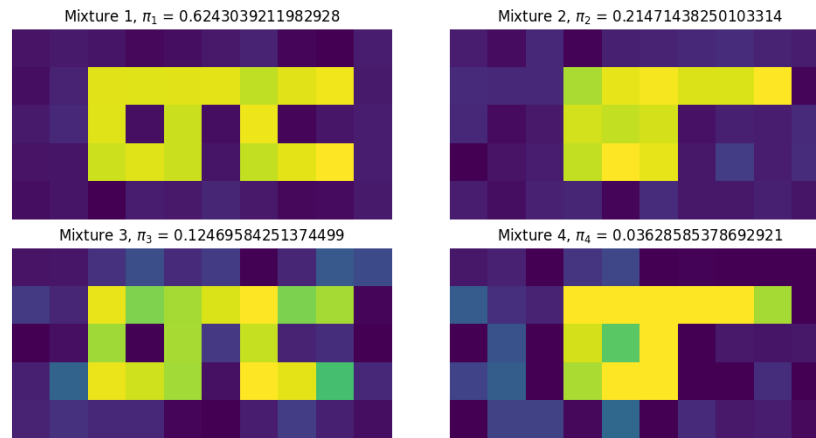 Mixture 1, π₁ = 0.6243039211982928
Mixture 2, π₂ = 0.21471438250103314
Mixture 3, π₃ = 0.12469584251374499
Mixture 4, π₄ = 0.03628585378692921